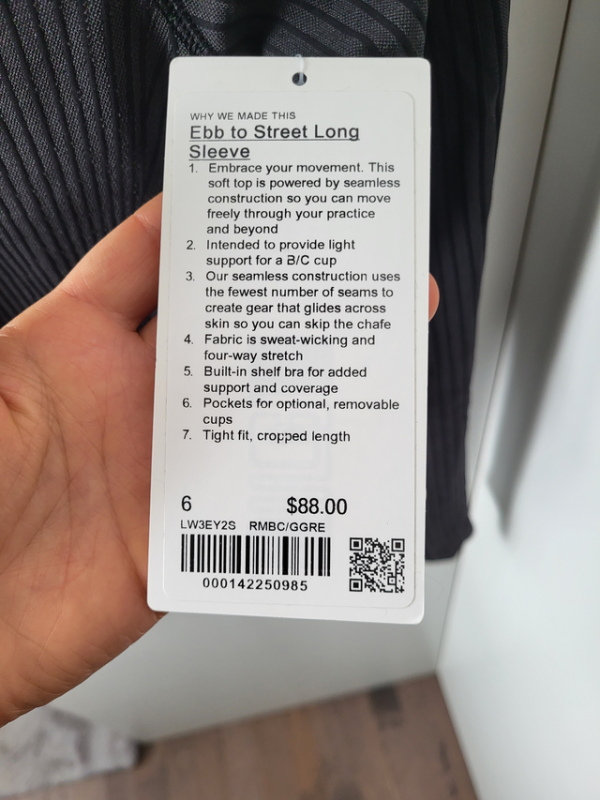 WHY WE MADE THIS
Ebb to Street Long
Sleeve
1. Embrace your movement. This
soft top is powered by seamless
construction so you can move
freely through your practice
and beyond
2. Intended to provide light
support for a B/C cup
3. Our seamless construction uses
the fewest number of seams to
create gear that glides across
skin so you can skip the chafe
4. Fabric is sweat-wicking and
four-way stretch
5. Built-in shelf bra for added
support and coverage
6. Pockets for optional, removable
cups
7. Tight fit, cropped length
6 $88.00
LW3EY2S RMBC/GGRE
000142250985